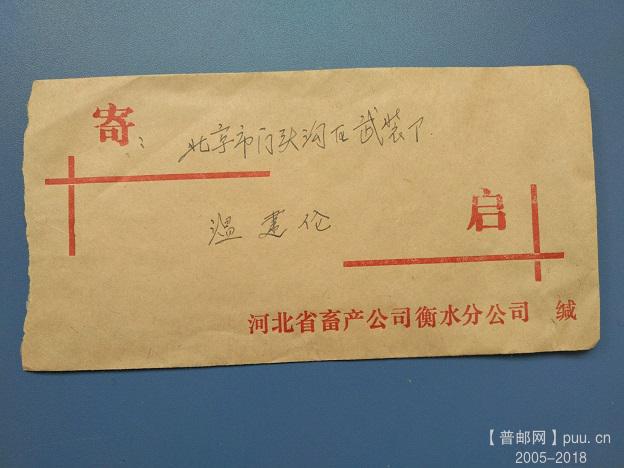 寄：北京市门头沟区武装卩.
温建伦
启
河北省畜产公司衡水分公司 缄
【普邮网】puu.cn
2005-2018